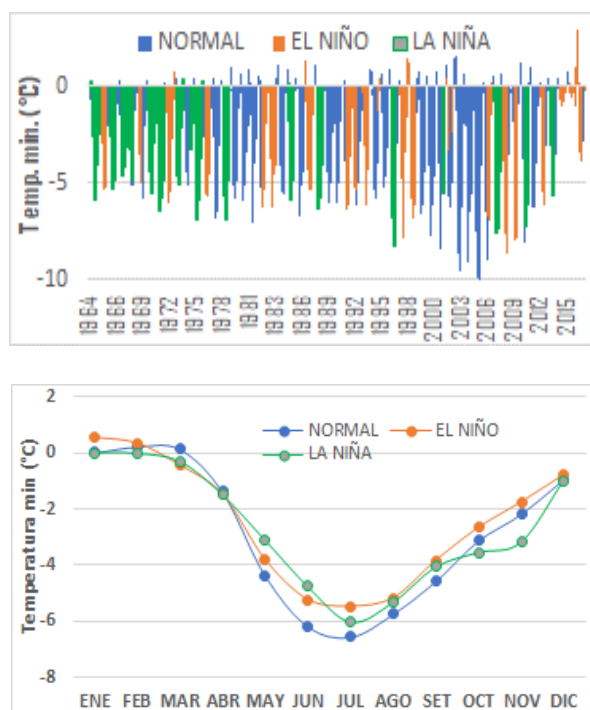 NORMAL EL NIÑO LA NIÑA
Temp. min. (°C)
0
-5
-10
1964 1966 1969 1972 1975 1978 1981 1983 1986 1989 1992 1995 1998 2000 2003 2006 2009 2012 2015
2
0
-2
-4
-6
-8
Temperatura min (°C)
NORMAL EL NIÑO
LA NIÑA
ENE FEB MAR ABR MAY JUN JUL AGO SET OCT NOV DIC